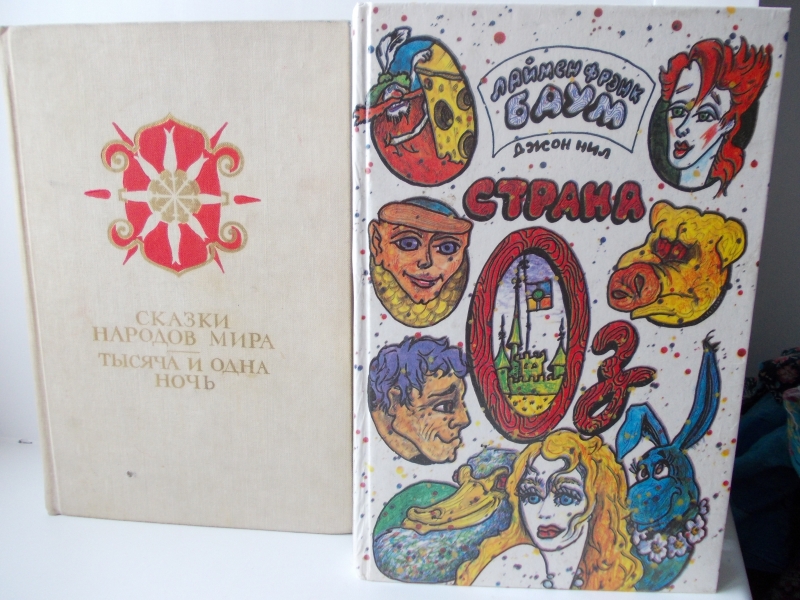 СКАЗКИ
НАРОДОВ МИРА
ТЫСЯЧА И ОДНА
НОЧЬ
ЛАЙМЕН ФРЭНК
БАУМ
ДЖОН НИЛ
СТРАНА
ОЗ